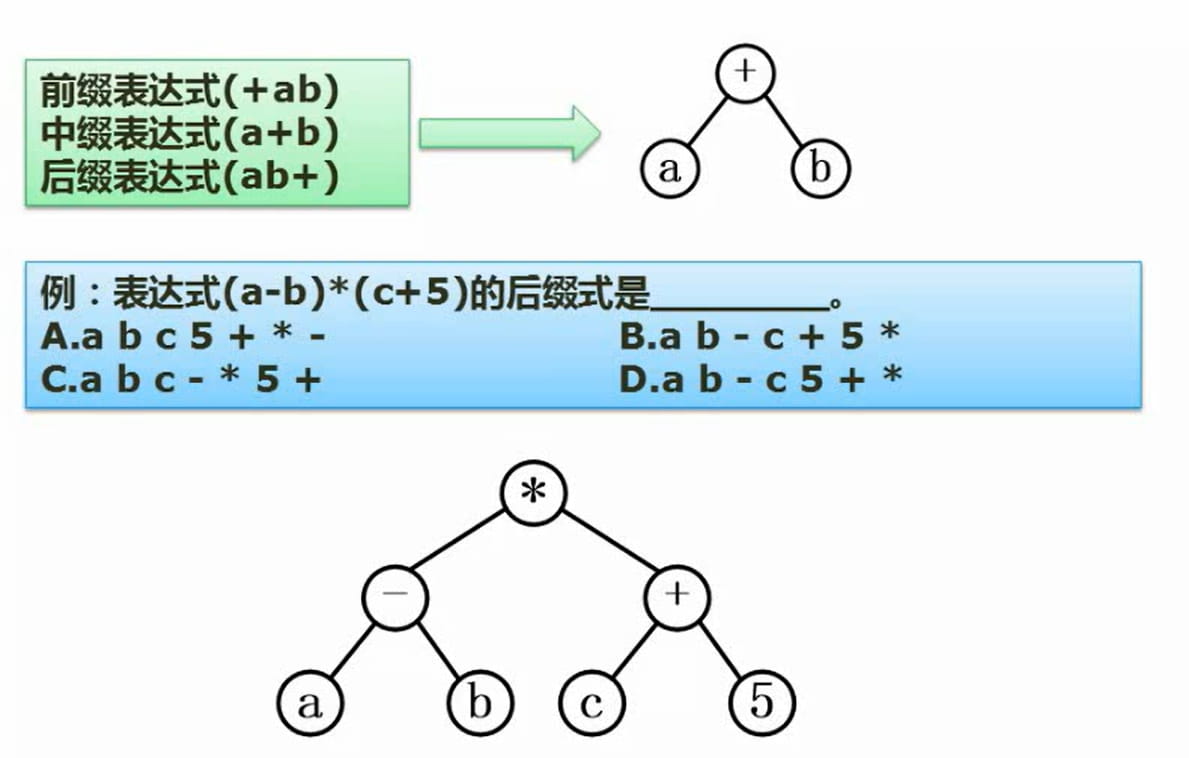 前缀表达式(+ab)
中缀表达式(a+b)
后缀表达式(ab+)
+
a b
例：表达式(a-b)*(c+5)的后缀式是__________。
A.a b c 5 + * - B.a b - c + 5 *
C.a b c - * 5 + D.a b - c 5 + *
*
− +
a b c 5